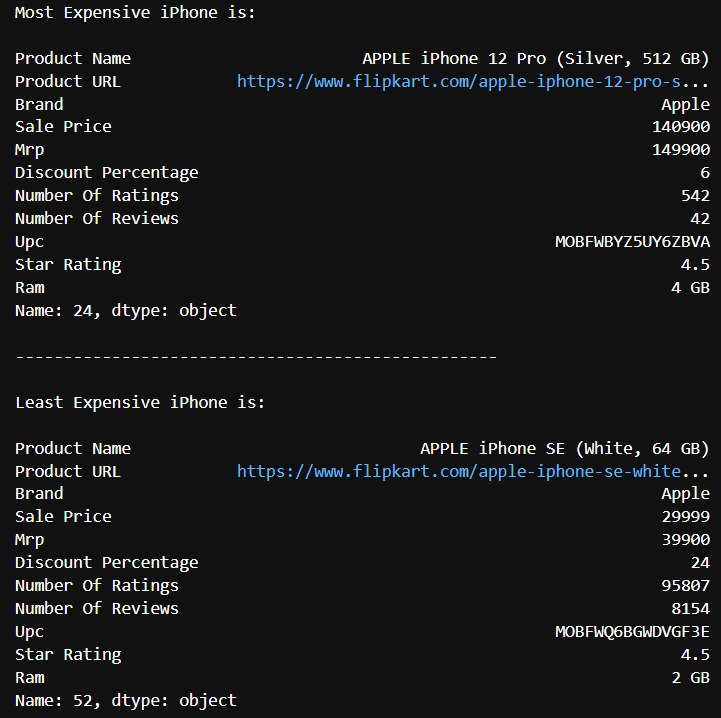 Most Expensive iPhone is:
Product Name APPLE iPhone 12 Pro (Silver, 512 GB)
Product URL https://www.flipkart.com/apple-iphone-12-pro-s...
Brand Apple
Sale Price 140900
Mrp 149900
Discount Percentage 6
Number Of Ratings 542
Number Of Reviews 42
Upc MOBFWBYZ5UY6ZBVA
Star Rating 4.5
Ram 4 GB
Name: 24, dtype: object
--------------------------------------------------
Least Expensive iPhone is:
Product Name APPLE iPhone SE (White, 64 GB)
Product URL https://www.flipkart.com/apple-iphone-se-white...
Brand Apple
Sale Price 29999
Mrp 39900
Discount Percentage 24
Number Of Ratings 95807
Number Of Reviews 8154
Upc MOBFWQ6BGWDVGF3E
Star Rating 4.5
Ram 2 GB
Name: 52, dtype: object